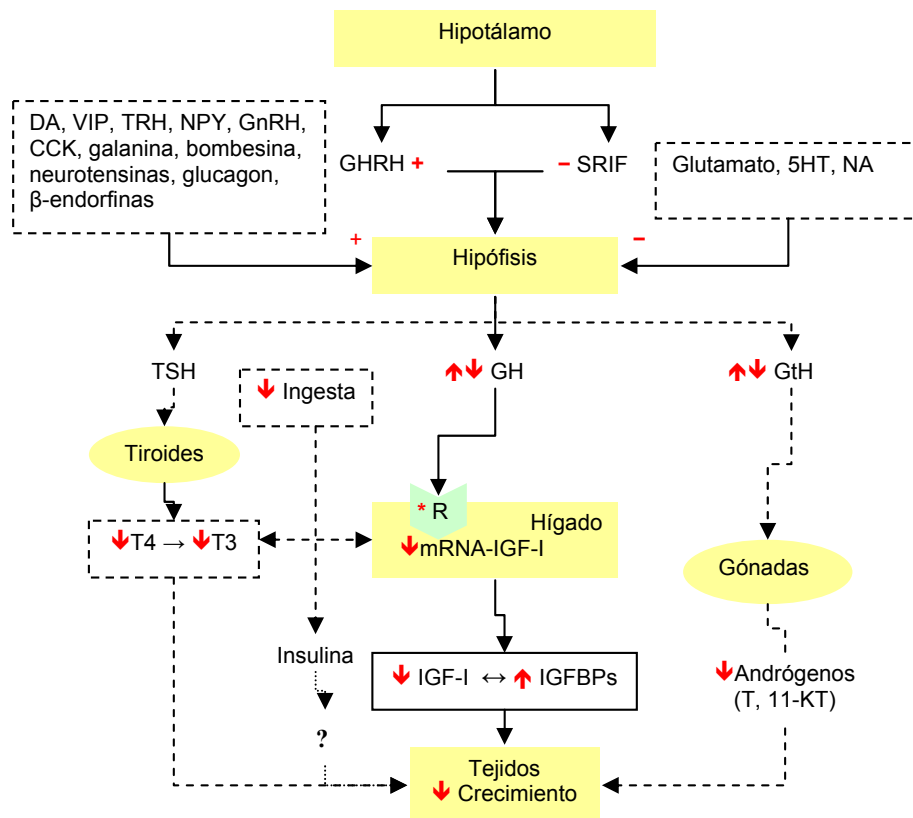 Hipotálamo
DA, VIP, TRH, NPY, GnRH,
CCK, galanina, bombesina,
neurotensinas, glucagon,
β-endorfinas
GHRH +
− SRIF
Glutamato, 5HT, NA
+
Hipófisis
−
TSH
↓ Ingesta
↑↓ GH
↑↓ GtH
Tiroides
* R
Hígado
↓mRNA-IGF-I
↓T4 → ↓T3
Gónadas
Insulina
↓ IGF-I ↔ ↑ IGFBPs
↓Andrógenos
(T, 11-KT)
?
Tejidos
↓ Crecimiento